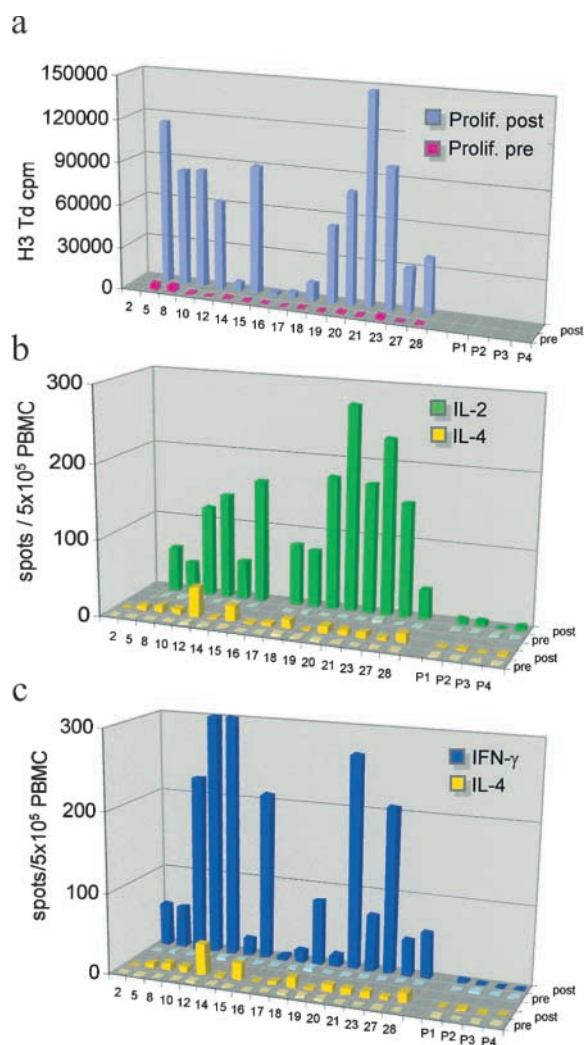 a
150000
120000
90000
60000
30000
0
H3 Td cpm
Prolif. post
Prolif. pre
2 5 8 10 12 14 15 16 17 18 19 20 21 23 27 28 P1 P2 P3 P4
pre post
b
300
200
100
0
spots / 5x10⁵ PBMC
IL-2
IL-4
2 5 8 10 12 14 15 16 17 18 19 20 21 23 27 28 P1 P2 P3 P4
pre post
pre post
c
300
200
100
0
spots/5x10⁵ PBMC
IFN-γ
IL-4
2 5 8 10 12 14 15 16 17 18 19 20 21 23 27 28 P1 P2 P3 P4
pre post
pre post